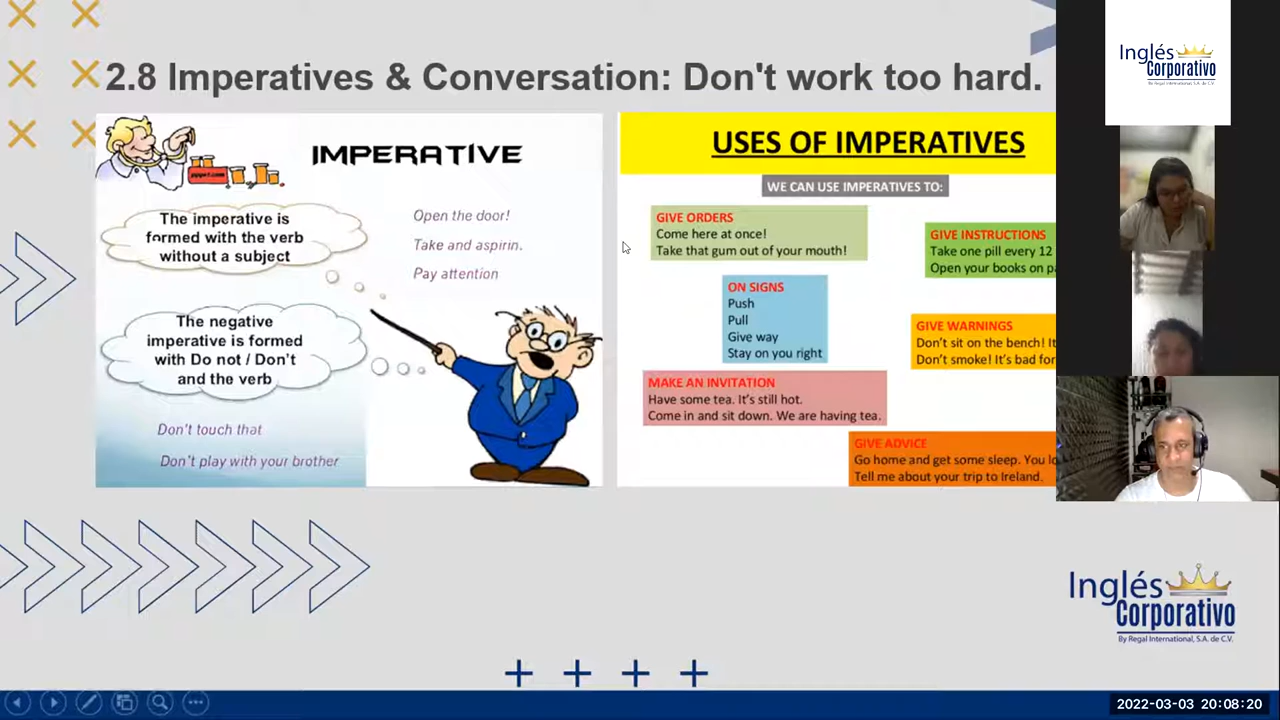 2.8 Imperatives & Conversation: Don't work too hard.
IMPERATIVE
The imperative is
formed with the verb
without a subject
Open the door!
Take and aspirin.
Pay attention
The negative
imperative is formed
with Do not / Don't
and the verb
Don't touch that
Don't play with your brother
USES OF IMPERATIVES
WE CAN USE IMPERATIVES TO:
GIVE ORDERS
Come here at once!
Take that gum out of your mouth!
GIVE INSTRUCTIONS
Take one pill every 12
Open your books on
ON SIGNS
Push
Pull
Give way
Stay on you right
GIVE WARNINGS
Don't sit on the bench!
Don't smoke! It's bad for
MAKE AN INVITATION
Have some tea. It's still hot.
Come in and sit down. We are having tea.
GIVE ADVICE
Go home and get some sleep. You
Tell me about your trip to Ireland.
Inglés
Corporativo
By Regal International, S.A. de C.V.
Inglés
Corporativo
By Regal International, S.A. de C.V.
2022-03-03 20:08:20